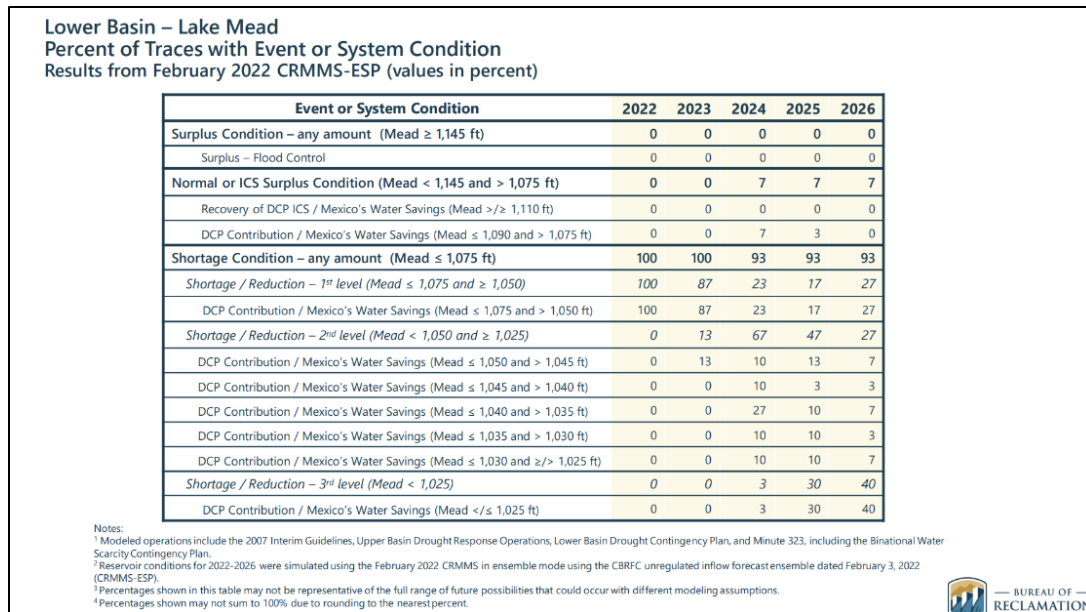 Lower Basin – Lake Mead
Percent of Traces with Event or System Condition
Results from February 2022 CRMMS-ESP (values in percent)
Event or System Condition 2022 2023 2024 2025 2026
Surplus Condition – any amount (Mead ≥ 1,145 ft) 0 0 0 0 0
Surplus – Flood Control 0 0 0 0 0
Normal or ICS Surplus Condition (Mead < 1,145 and > 1,075 ft) 0 0 7 7 7
Recovery of DCP ICS / Mexico's Water Savings (Mead >/≥ 1,110 ft) 0 0 0 0 0
DCP Contribution / Mexico's Water Savings (Mead ≤ 1,090 and > 1,075 ft) 0 0 7 3 0
Shortage Condition – any amount (Mead ≤ 1,075 ft) 100 100 93 93 93
Shortage / Reduction – 1st level (Mead ≤ 1,075 and ≥ 1,050) 100 87 23 17 27
DCP Contribution / Mexico's Water Savings (Mead ≤ 1,075 and > 1,050 ft) 100 87 23 17 27
Shortage / Reduction – 2nd level (Mead < 1,050 and ≥ 1,025) 0 13 67 47 27
DCP Contribution / Mexico's Water Savings (Mead ≤ 1,050 and > 1,045 ft) 0 13 10 13 7
DCP Contribution / Mexico's Water Savings (Mead ≤ 1,045 and > 1,040 ft) 0 0 10 3 3
DCP Contribution / Mexico's Water Savings (Mead ≤ 1,040 and > 1,035 ft) 0 0 27 10 7
DCP Contribution / Mexico's Water Savings (Mead ≤ 1,035 and > 1,030 ft) 0 0 10 10 3
DCP Contribution / Mexico's Water Savings (Mead ≤ 1,030 and ≥/> 1,025 ft) 0 0 10 10 7
Shortage / Reduction – 3rd level (Mead < 1,025) 0 0 3 30 40
DCP Contribution / Mexico's Water Savings (Mead </≤ 1,025 ft) 0 0 3 30 40
Notes:
1 Modeled operations include the 2007 Interim Guidelines, Upper Basin Drought Response Operations, Lower Basin Drought Contingency Plan, and Minute 323, including the Binational Water
Scarcity Contingency Plan.
2 Reservoir conditions for 2022-2026 were simulated using the February 2022 CRMMS in ensemble mode using the CBRFC unregulated inflow forecast ensemble dated February 3, 2022
(CRMMS-ESP).
3 Percentages shown in this table may not be representative of the full range of future possibilities that could occur with different modeling assumptions.
4 Percentages shown may not sum to 100% due to rounding to the nearest percent.
— BUREAU OF —
RECLAMATION